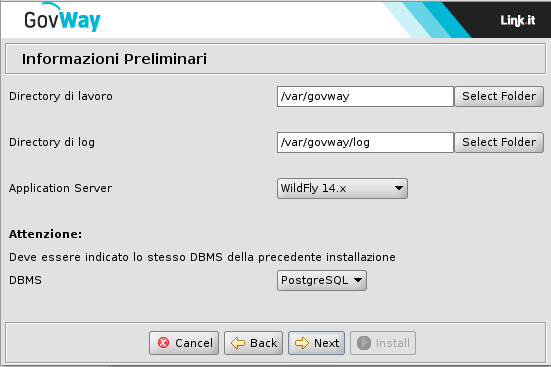 GovWay
Link.it
Informazioni Preliminari
Directory di lavoro /var/govway Select Folder
Directory di log /var/govway/log Select Folder
Application Server WildFly 14.x
Attenzione:
Deve essere indicato lo stesso DBMS della precedente installazione
DBMS PostgreSQL
Cancel Back Next Install